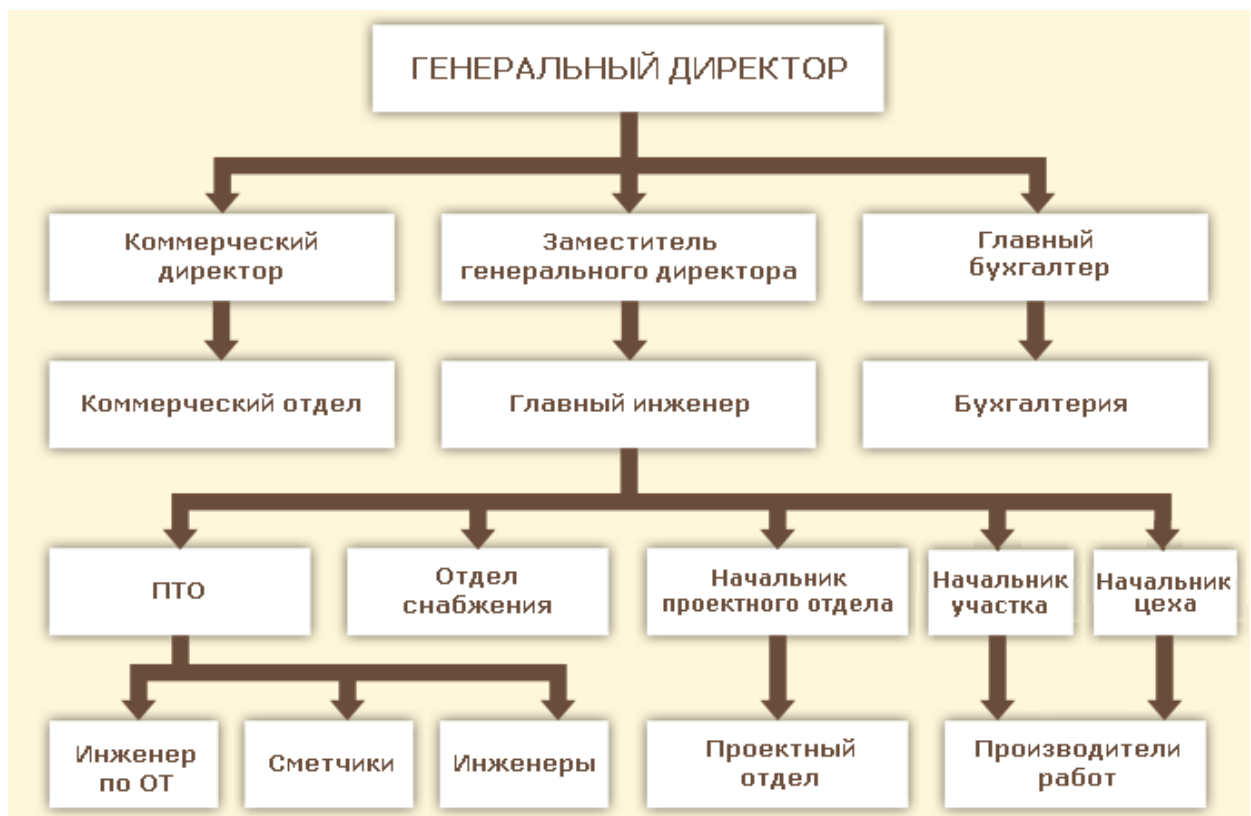 ГЕНЕРАЛЬНЫЙ ДИРЕКТОР
Коммерческий
директор
Заместитель
генерального директора
Главный
бухгалтер
Коммерческий отдел
Главный инженер
Бухгалтерия
ПТО
Отдел
снабжения
Начальник
проектного отдела
Начальник
участка
Начальник
цеха
Инженер
по ОТ
Сметчики
Инженеры
Проектный
отдел
Производители
работ